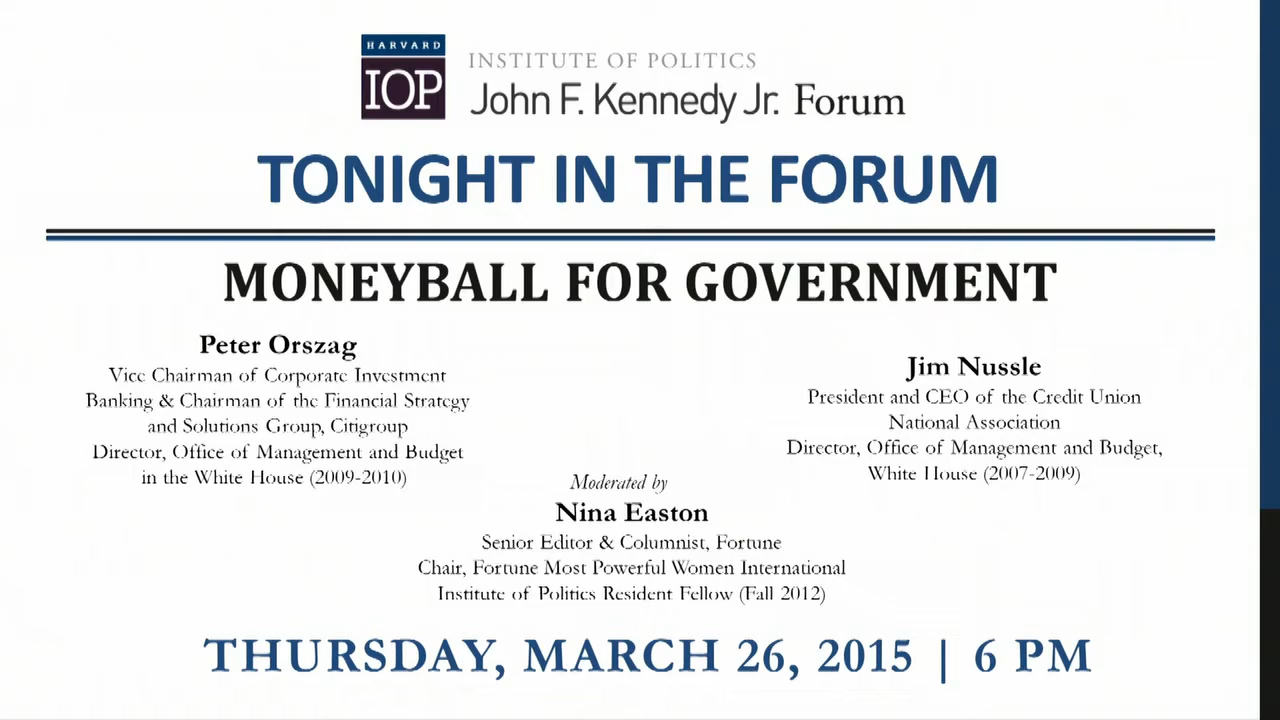 HARVARD
IOP
INSTITUTE OF POLITICS
John F. Kennedy Jr. Forum
TONIGHT IN THE FORUM
MONEYBALL FOR GOVERNMENT
Peter Orszag
Vice Chairman of Corporate Investment
Banking & Chairman of the Financial Strategy
and Solutions Group, Citigroup
Director, Office of Management and Budget
in the White House (2009-2010)
Jim Nussle
President and CEO of the Credit Union
National Association
Director, Office of Management and Budget,
White House (2007-2009)
Moderated by
Nina Easton
Senior Editor & Columnist, Fortune
Chair, Fortune Most Powerful Women International
Institute of Politics Resident Fellow (Fall 2012)
THURSDAY, MARCH 26, 2015 | 6 PM